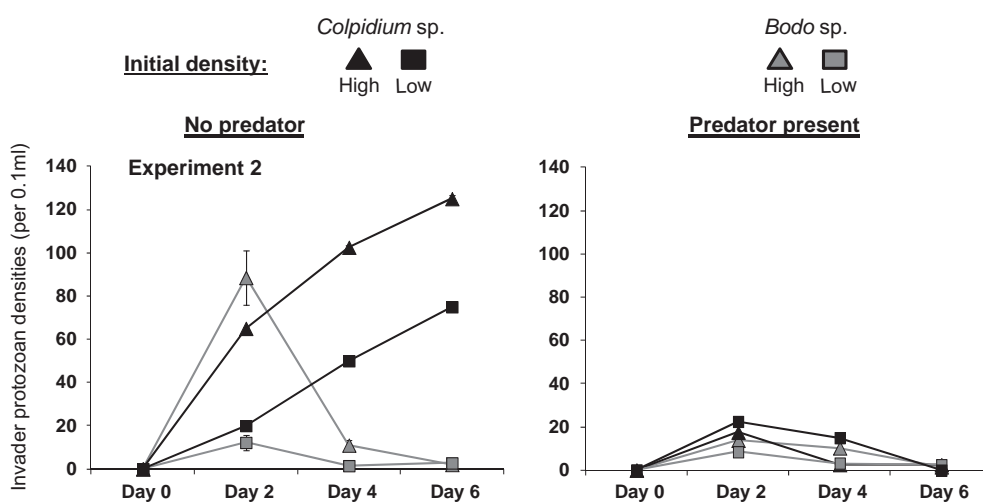 Colpidium sp.
Bodo sp.
Initial density:
High Low
High Low
No predator
Predator present
Invader protozoan densities (per 0.1ml)
Experiment 2
140
120
100
80
60
40
20
0
Day 0 Day 2 Day 4 Day 6
140
120
100
80
60
40
20
0
Day 0 Day 2 Day 4 Day 6